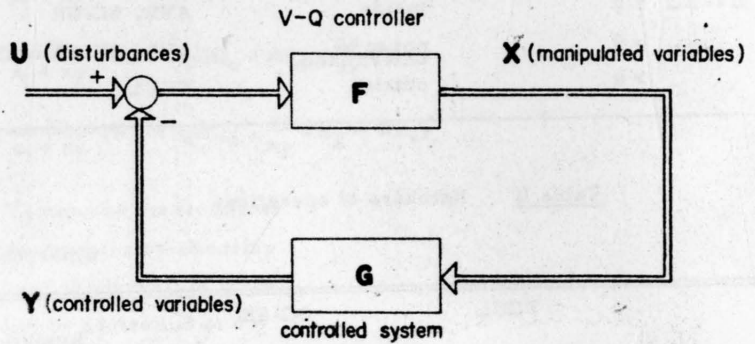 V-Q controller
U (disturbances)
X (manipulated variables)
+
F
−
G
Y (controlled variables)
controlled system